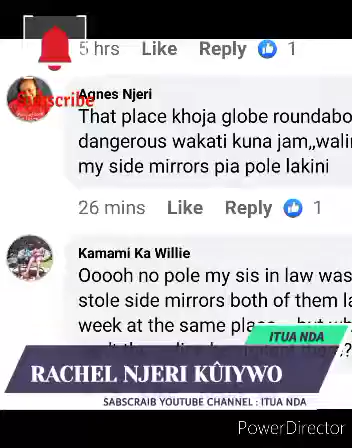 5 hrs Like Reply 1
Subscribe
Agnes Njeri
That place khoja globe roundabo
dangerous wakati kuna jam,,walin
my side mirrors pia pole lakini
26 mins Like Reply 1
Kamami Ka Willie
Ooooh no pole my sis in law was
stole side mirrors both of them la
week at the same place
ITUA NDA
RACHEL NJERI KÛIYWO
SABSCRAIB YOUTUBE CHANNEL : ITUA NDA
PowerDirector